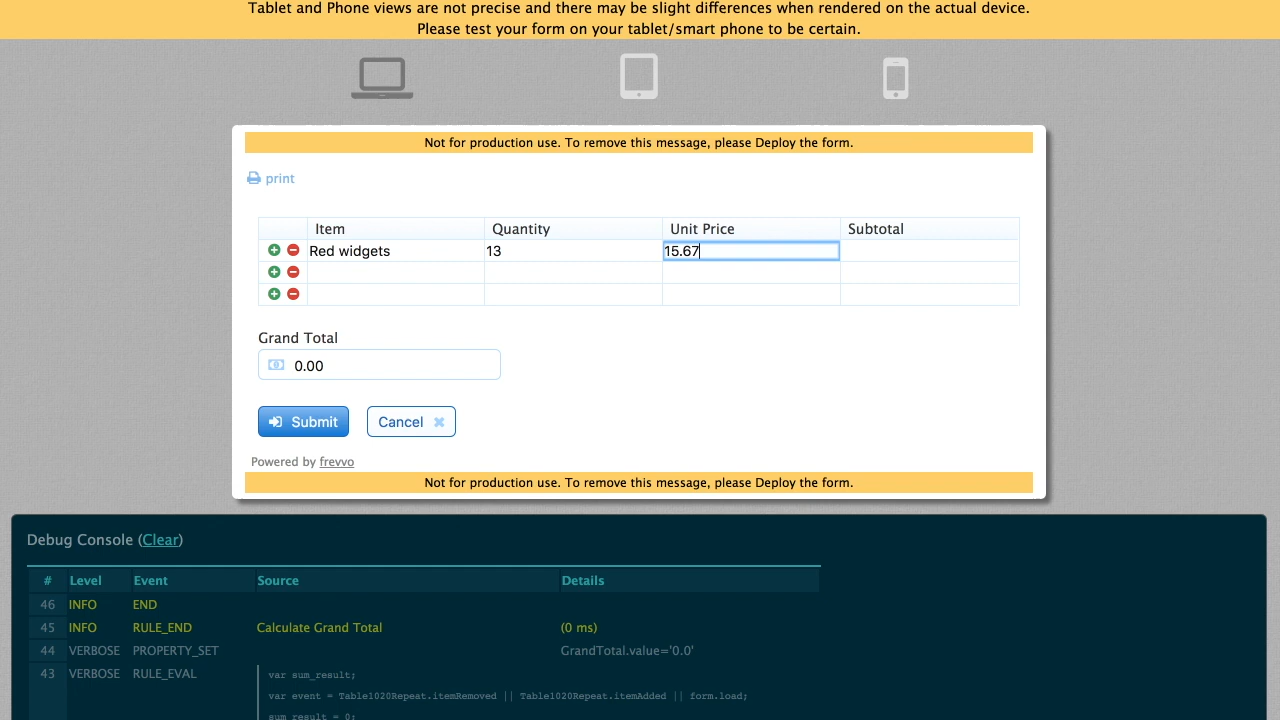 Tablet and Phone views are not precise and there may be slight differences when rendered on the actual device.
Please test your form on your tablet/smart phone to be certain.
Not for production use. To remove this message, please Deploy the form.
print
Item Quantity Unit Price Subtotal
Red widgets 13 15.67
Grand Total
0.00
Submit Cancel
Powered by frevvo
Not for production use. To remove this message, please Deploy the form.
Debug Console (Clear)
# Level Event Source Details
46 INFO END
45 INFO RULE_END Calculate Grand Total (0 ms)
44 VERBOSE PROPERTY_SET GrandTotal.value='0.0'
43 VERBOSE RULE_EVAL var sum_result;
var event = Table1020Repeat.itemRemoved || Table1020Repeat.itemAdded || form.load;
sum_result = 0;